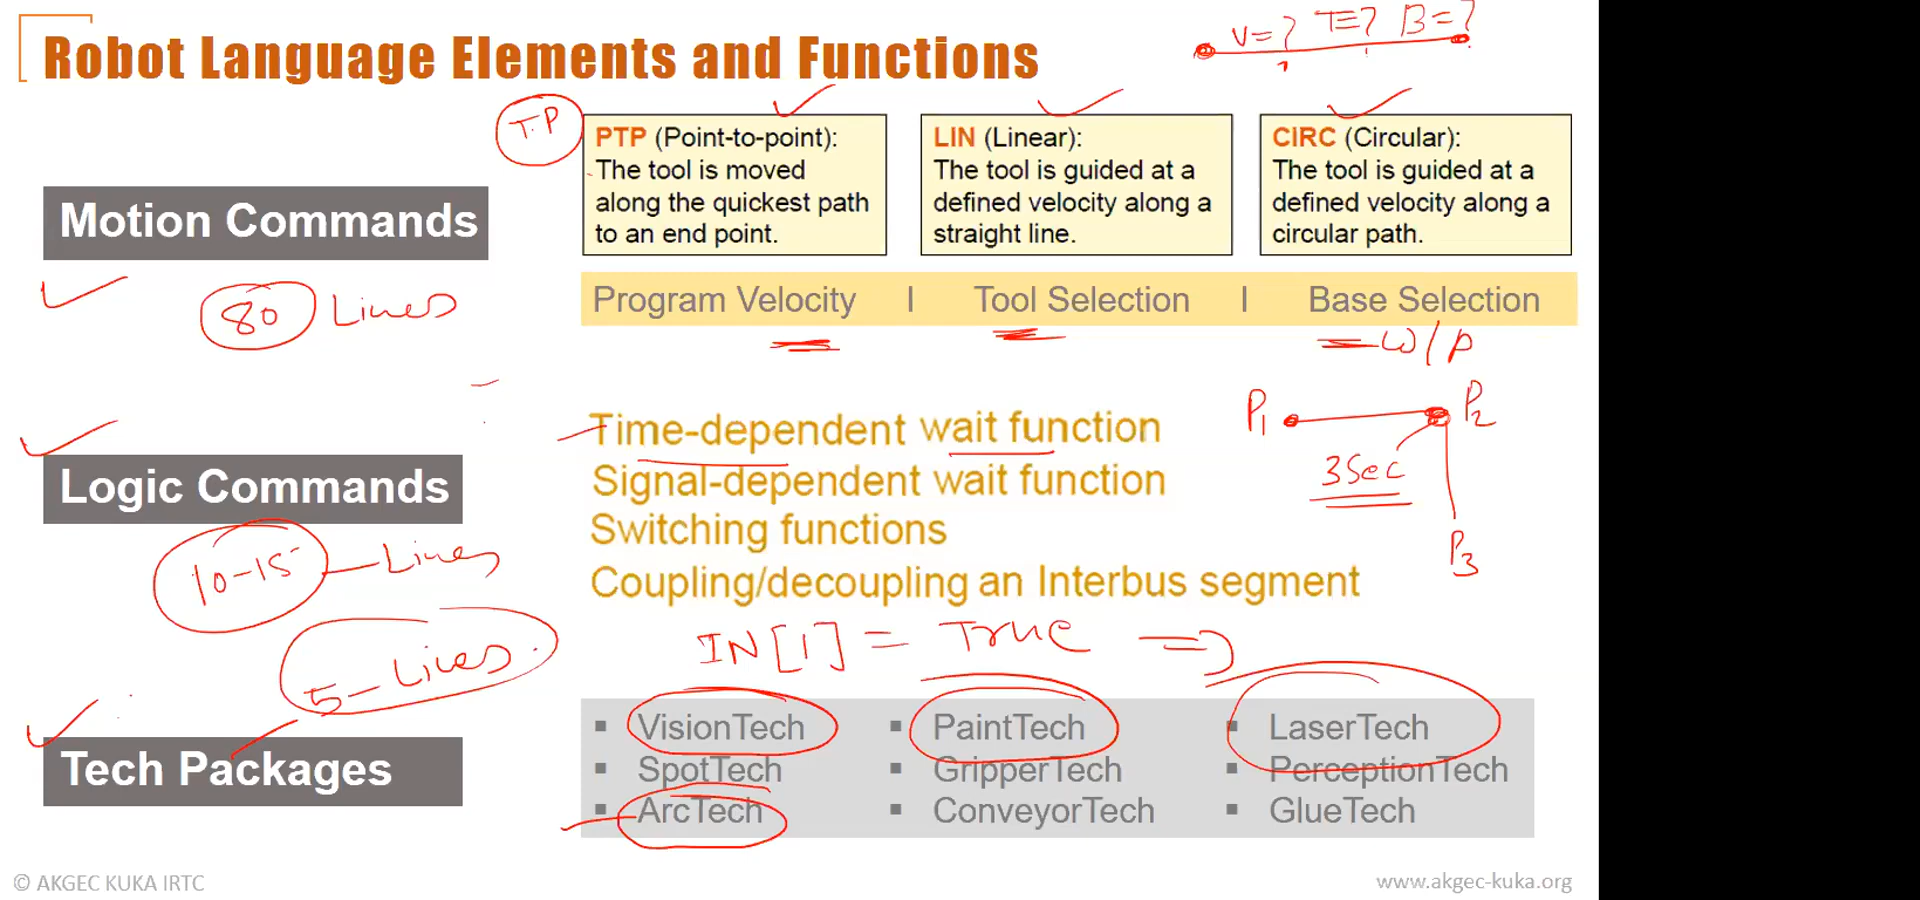 Robot Language Elements and Functions
V=? T=? B=?
T.P
PTP (Point-to-point):
The tool is moved
along the quickest path
to an end point.
LIN (Linear):
The tool is guided at a
defined velocity along a
straight line.
CIRC (Circular):
The tool is guided at a
defined velocity along a
circular path.
Motion Commands
80 Lines
Program Velocity | Tool Selection | Base Selection
W/P
P1 P2
3 Sec
P3
Time-dependent wait function
Signal-dependent wait function
Switching functions
Coupling/decoupling an Interbus segment
Logic Commands
10-15 - Lines
IN[1] = True =>
5 - Lines.
Tech Packages
▪ VisionTech ▪ PaintTech ▪ LaserTech
▪ SpotTech ▪ GripperTech ▪ PerceptionTech
▪ ArcTech ▪ ConveyorTech ▪ GlueTech
© AKGEC KUKA IRTC
www.akgec-kuka.org